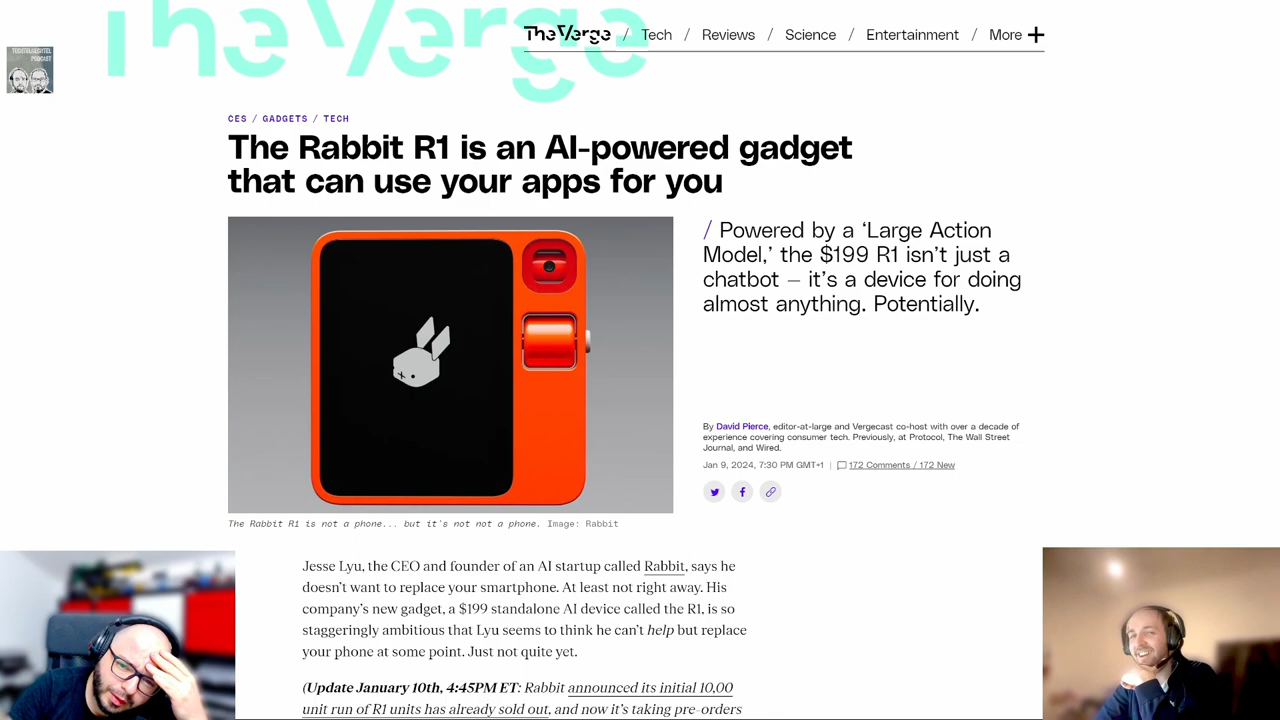 The Verge
TheVerge / Tech / Reviews / Science / Entertainment / More
TECHTELMECHTEL
PODCAST
CES / GADGETS / TECH
The Rabbit R1 is an AI-powered gadget
that can use your apps for you
/ Powered by a ‘Large Action
Model,’ the $199 R1 isn’t just a
chatbot — it’s a device for doing
almost anything. Potentially.
By David Pierce, editor-at-large and Vergecast co-host with over a decade of
experience covering consumer tech. Previously, at Protocol, The Wall Street
Journal, and Wired.
Jan 9, 2024, 7:30 PM GMT+1 | 172 Comments / 172 New
The Rabbit R1 is not a phone... but it's not not a phone. Image: Rabbit
Jesse Lyu, the CEO and founder of an AI startup called Rabbit, says he
doesn’t want to replace your smartphone. At least not right away. His
company’s new gadget, a $199 standalone AI device called the R1, is so
staggeringly ambitious that Lyu seems to think he can’t help but replace
your phone at some point. Just not quite yet.
(Update January 10th, 4:45PM ET: Rabbit announced its initial 10,00
unit run of R1 units has already sold out, and now it’s taking pre-orders